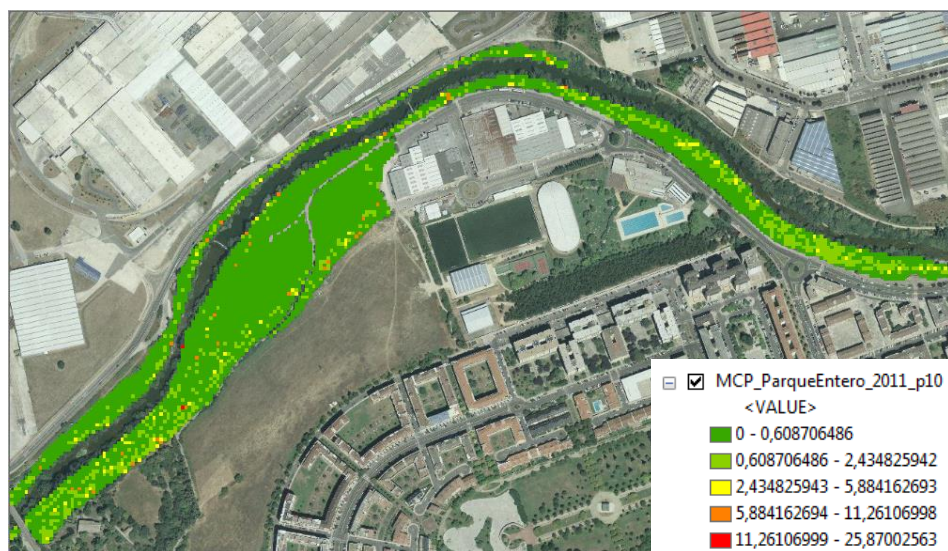 MCP_ParqueEntero_2011_p10
<VALUE>
0 - 0,608706486
0,608706486 - 2,434825942
2,434825943 - 5,884162693
5,884162694 - 11,26106998
11,26106999 - 25,87002563